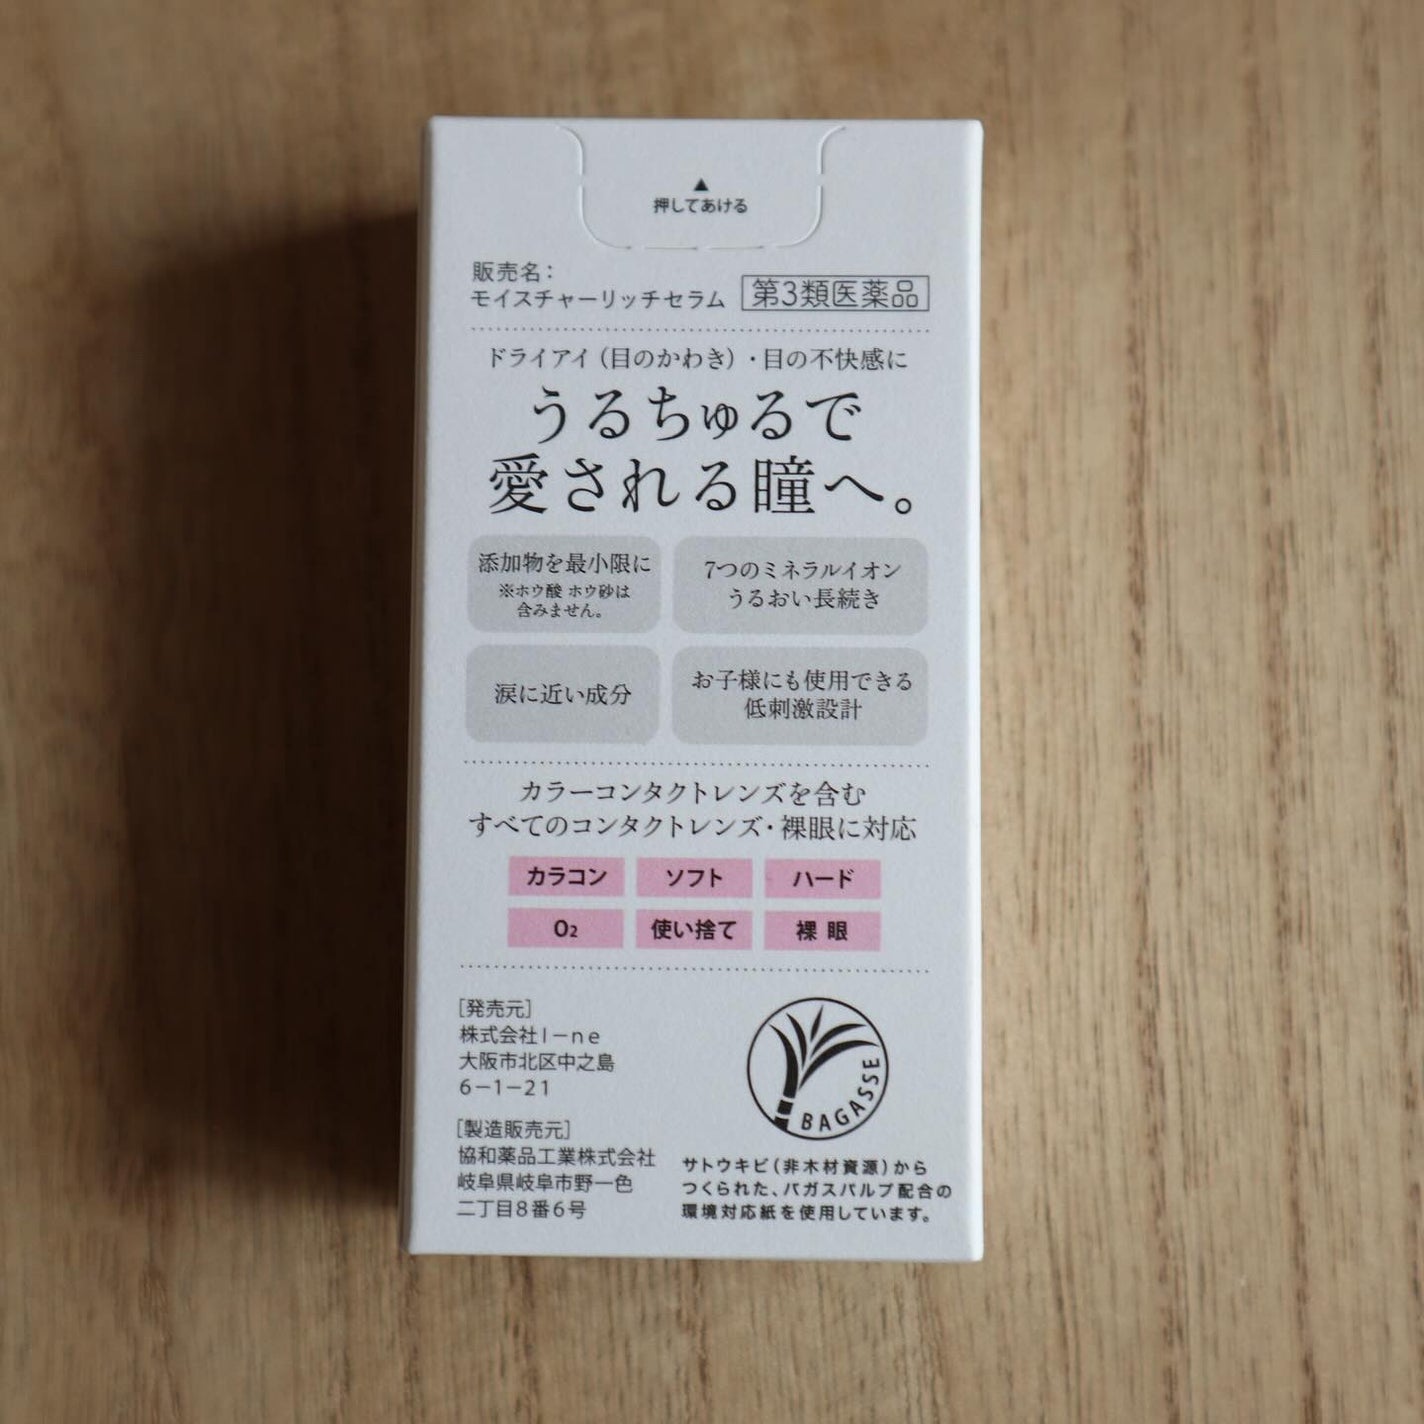 ▲
押してあける
販売名：
モイスチャーリッチセラム 第3類医薬品
ドライアイ（目のかわき）・目の不快感に
うるちゅるで
愛される瞳へ。
添加物を最小限に
※ホウ酸 ホウ砂は
含みません。
7つのミネラルイオン
うるおい長続き
涙に近い成分
お子様にも使用できる
低刺激設計
カラーコンタクトレンズを含む
すべてのコンタクトレンズ・裸眼に対応
カラコン ソフト ハード
O₂ 使い捨て 裸眼
[発売元]
株式会社I－ne
大阪市北区中之島
6－1－21
[製造販売元]
協和薬品工業株式会社
岐阜県岐阜市野一色
二丁目8番6号
BAGASSE
サトウキビ（非木材資源）から
つくられた、バガスパルプ配合の
環境対応紙を使用しています。